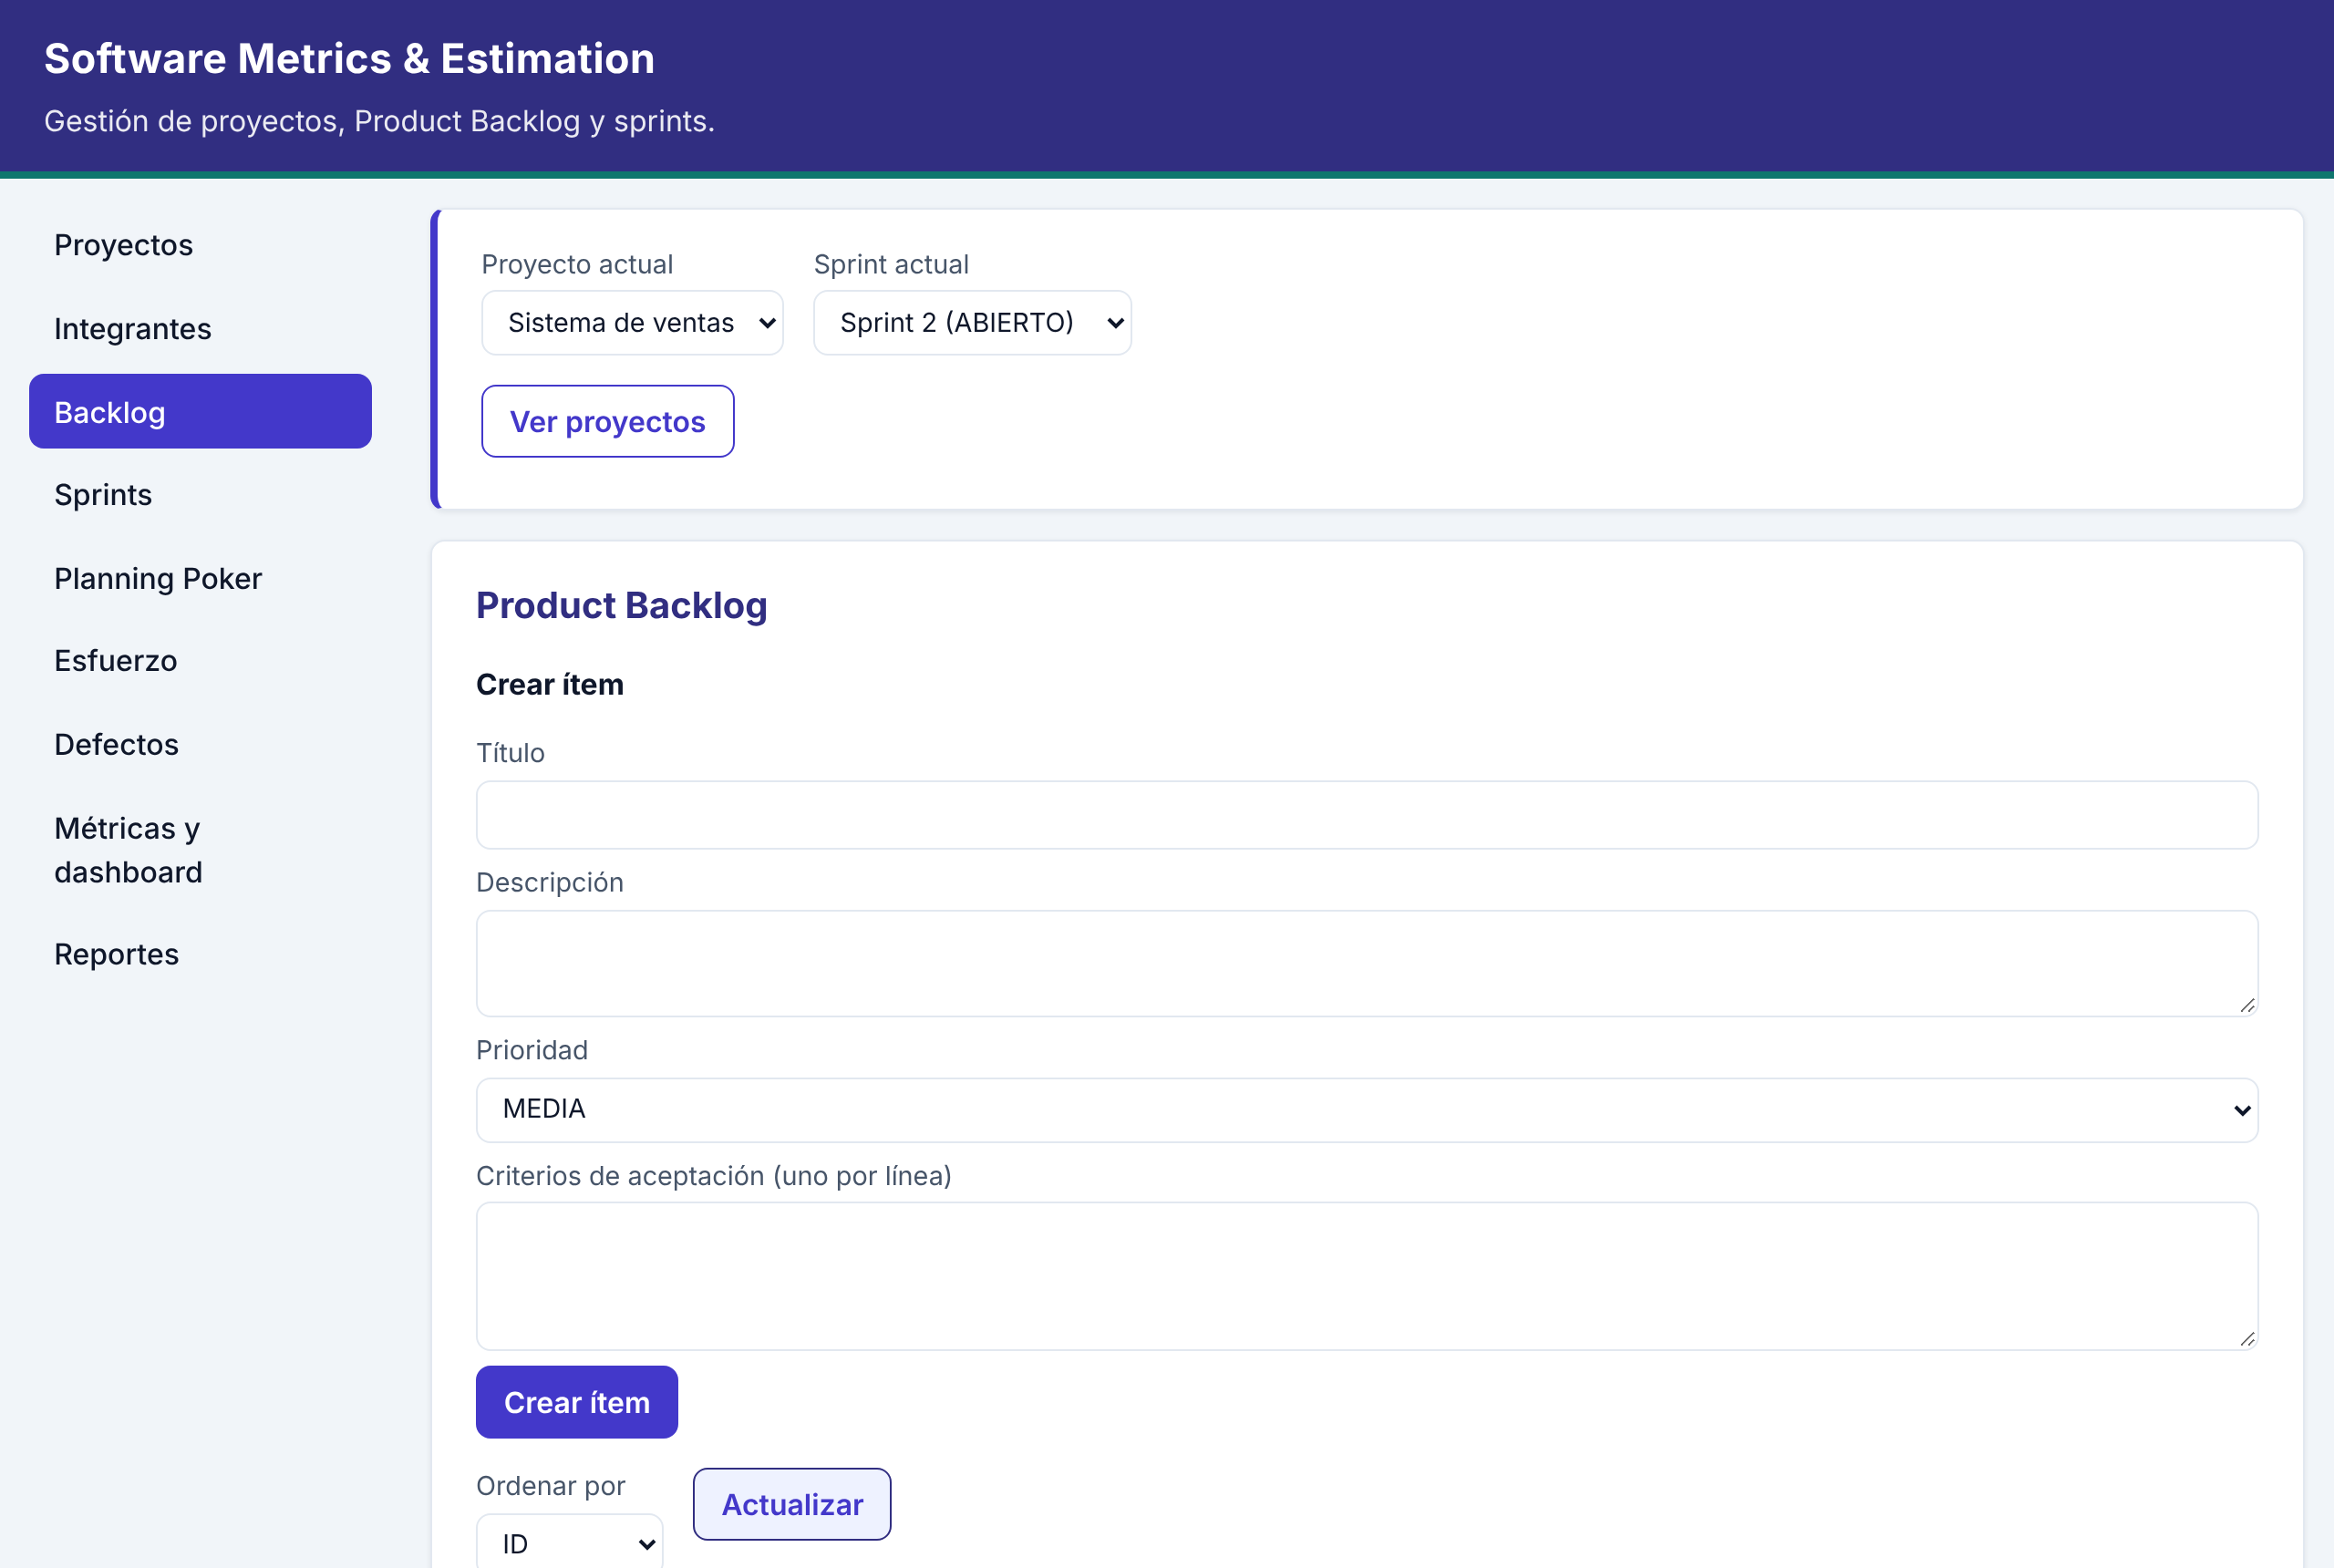 Software Metrics & Estimation
Gestión de proyectos, Product Backlog y sprints.
Proyectos
Integrantes
Backlog
Sprints
Planning Poker
Esfuerzo
Defectos
Métricas y
dashboard
Reportes
Proyecto actual
Sprint actual
Sistema de ventas
Sprint 2 (ABIERTO)
Ver proyectos
Product Backlog
Crear ítem
Título
Descripción
Prioridad
MEDIA
Criterios de aceptación (uno por línea)
Crear ítem
Ordenar por
Actualizar
ID